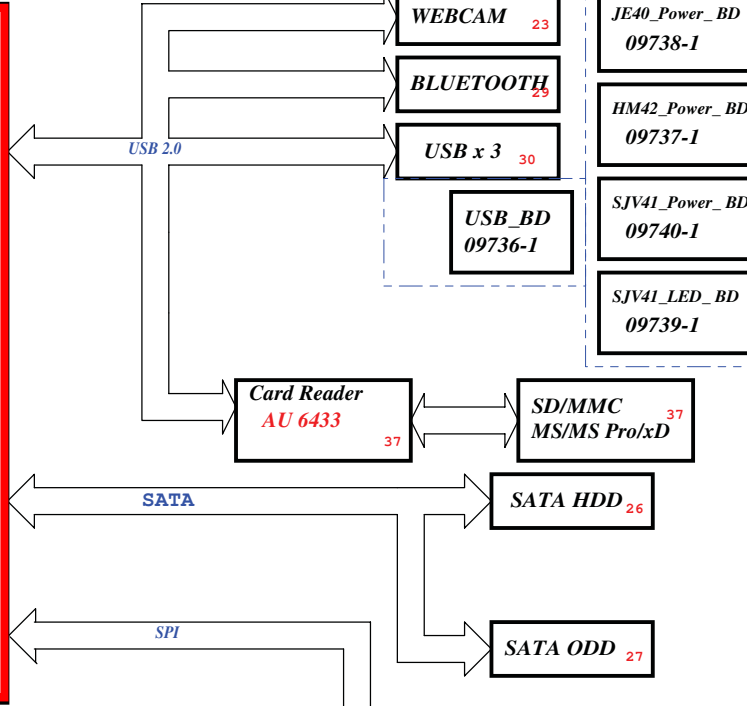 WEBCAM 23
BLUETOOTH 29
USB 2.0
USB x 3 30
USB_BD
09736-1
JE40_Power_ BD
09738-1
HM42_Power_ BD
09737-1
SJV41_Power_ BD
09740-1
SJV41_LED_ BD
09739-1
Card Reader
AU 6433
37
SD/MMC 37
MS/MS Pro/xD
SATA
SATA HDD 26
SPI
SATA ODD 27